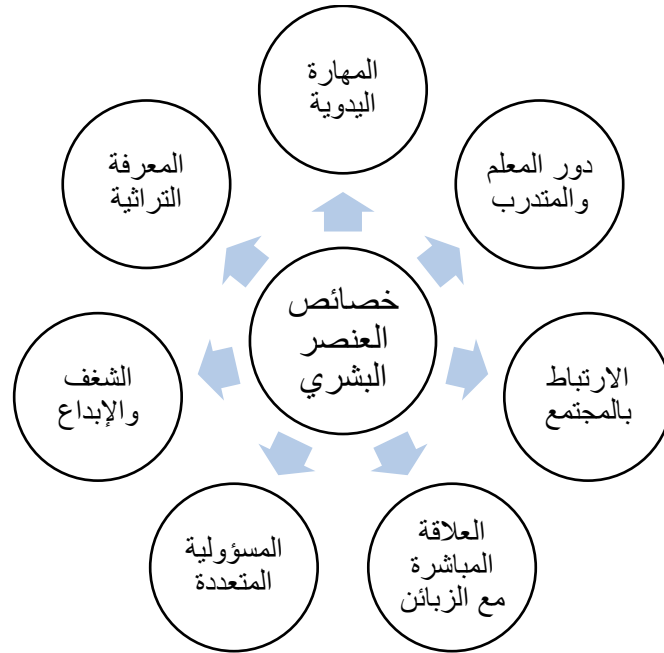 خصائص
العنصر
البشري
المهارة
اليدوية
دور المعلم
والمتدرب
الارتباط
بالمجتمع
العلاقة
المباشرة
مع الزبائن
المسؤولية
المتعددة
الشغف
والإبداع
المعرفة
التراثية